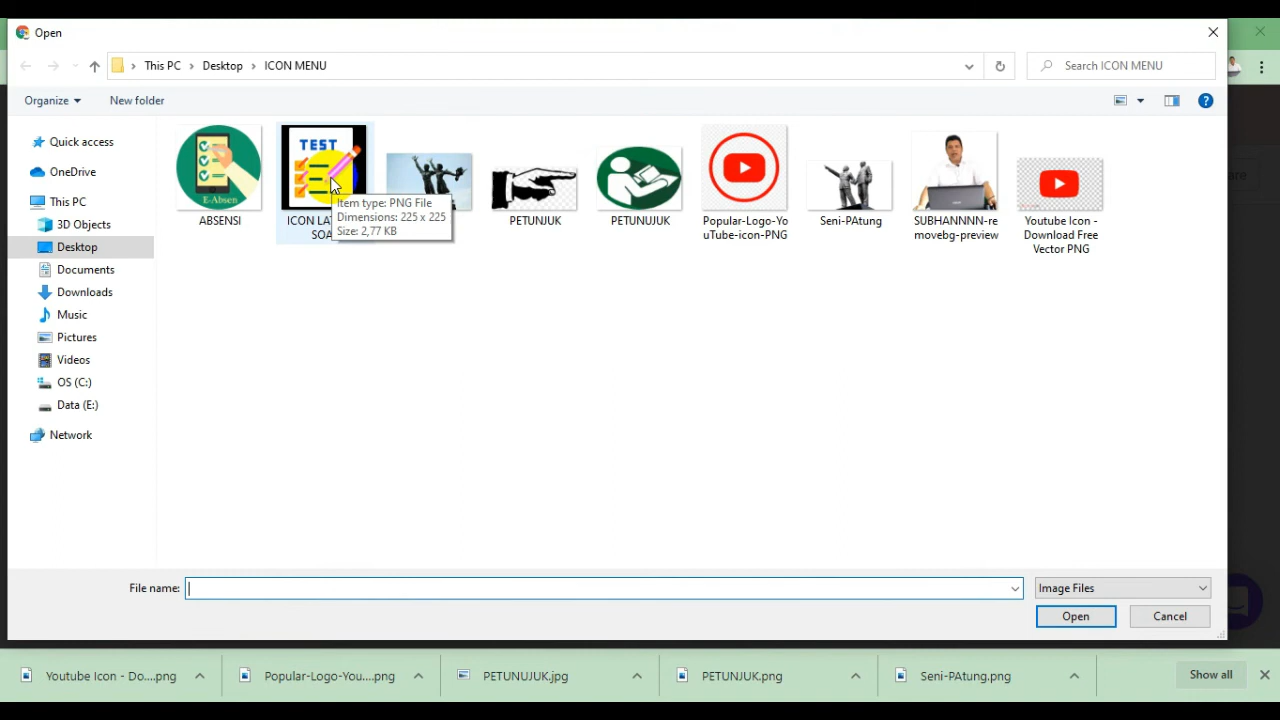 Open
This PC
Desktop
ICON MENU
Search ICON MENU
Organize
New folder
Quick access
OneDrive
This PC
3D Objects
Desktop
Documents
Downloads
Music
Pictures
Videos
OS (C:)
Data (E:)
Network
E-Absen
ABSENSI
TEST
ICON LAT
SOA
Item type: PNG File
Dimensions: 225 x 225
Size: 2,77 KB
PETUNJUK
PETUNUJUK
Popular-Logo-Yo
uTube-icon-PNG
Seni-PAtung
SUBHANNNN-re
movebg-preview
Youtube Icon -
Download Free
Vector PNG
File name:
Image Files
Open
Cancel
Youtube Icon - Do....png
Popular-Logo-You....png
PETUNUJUK.jpg
PETUNJUK.png
Seni-PAtung.png
Show all